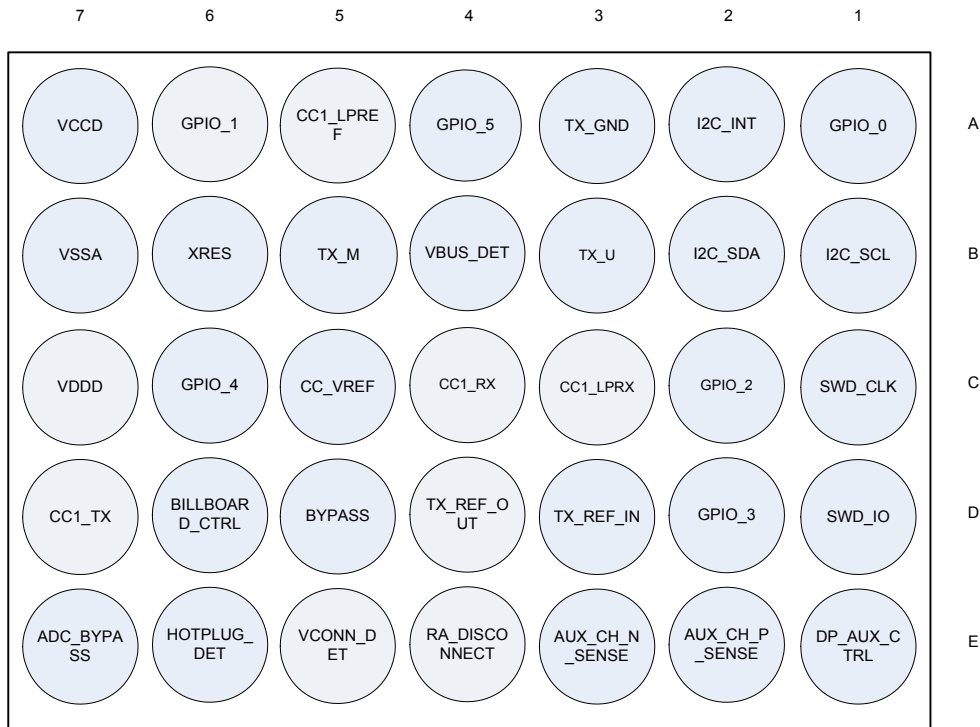 7 6 5 4 3 2 1
VCCD GPIO_1 CC1_LPRE
F GPIO_5 TX_GND I2C_INT GPIO_0 A
VSSA XRES TX_M VBUS_DET TX_U I2C_SDA I2C_SCL B
VDDD GPIO_4 CC_VREF CC1_RX CC1_LPRX GPIO_2 SWD_CLK C
CC1_TX BILLBOAR
D_CTRL BYPASS TX_REF_O
UT TX_REF_IN GPIO_3 SWD_IO D
ADC_BYPA
SS HOTPLUG_
DET VCONN_D
ET RA_DISCO
NNECT AUX_CH_N
_SENSE AUX_CH_P
_SENSE DP_AUX_C
TRL E